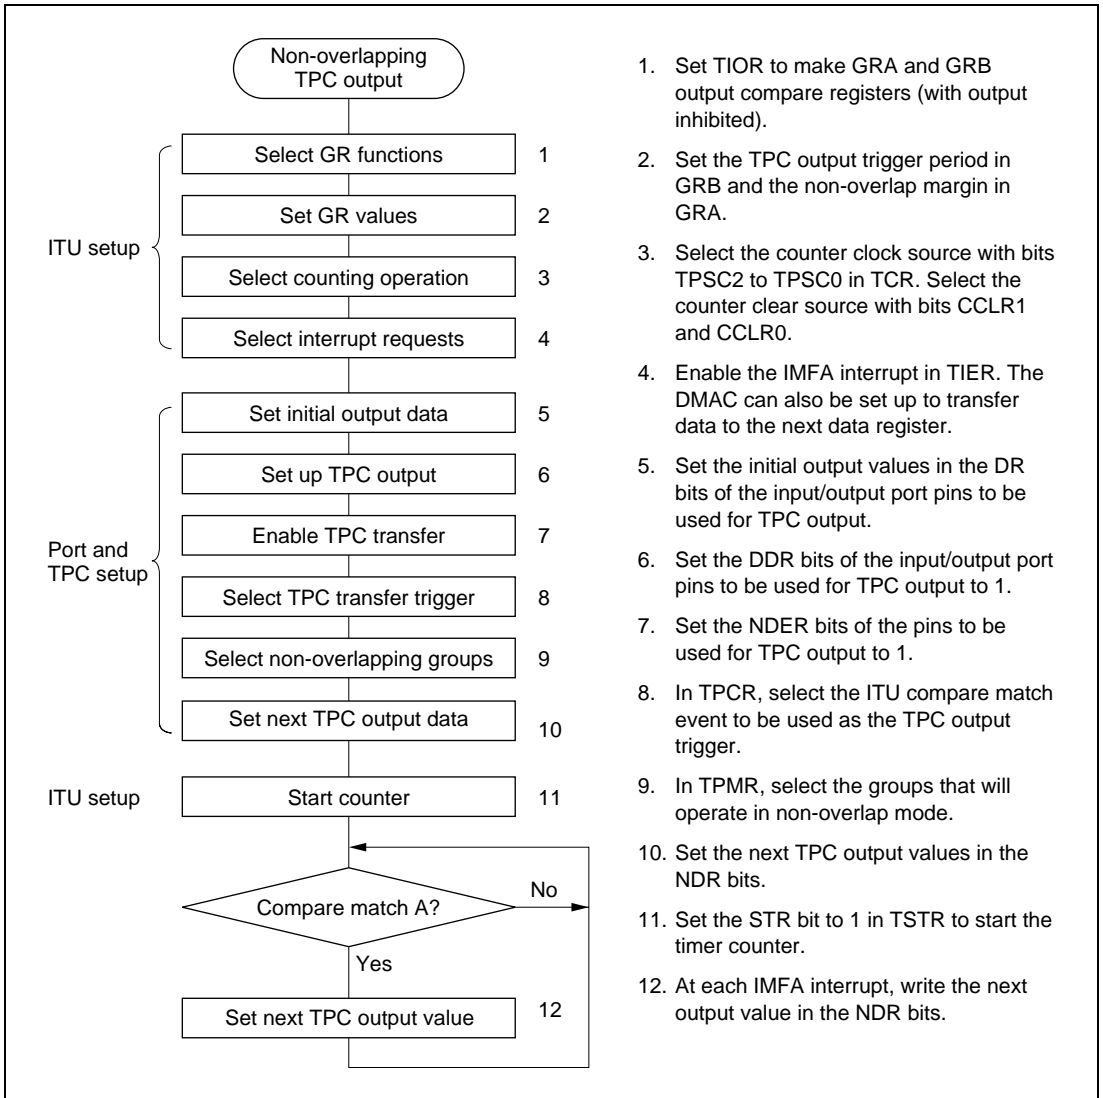 Non-overlapping
TPC output
Select GR functions 1
Set GR values 2
ITU setup
Select counting operation 3
Select interrupt requests 4
Set initial output data 5
Set up TPC output 6
Enable TPC transfer 7
Port and
TPC setup
Select TPC transfer trigger 8
Select non-overlapping groups 9
Set next TPC output data 10
ITU setup Start counter 11
Compare match A? No
Yes
Set next TPC output value 12
1. Set TIOR to make GRA and GRB
output compare registers (with output
inhibited).
2. Set the TPC output trigger period in
GRB and the non-overlap margin in
GRA.
3. Select the counter clock source with bits
TPSC2 to TPSC0 in TCR. Select the
counter clear source with bits CCLR1
and CCLR0.
4. Enable the IMFA interrupt in TIER. The
DMAC can also be set up to transfer
data to the next data register.
5. Set the initial output values in the DR
bits of the input/output port pins to be
used for TPC output.
6. Set the DDR bits of the input/output port
pins to be used for TPC output to 1.
7. Set the NDER bits of the pins to be
used for TPC output to 1.
8. In TPCR, select the ITU compare match
event to be used as the TPC output
trigger.
9. In TPMR, select the groups that will
operate in non-overlap mode.
10. Set the next TPC output values in the
NDR bits.
11. Set the STR bit to 1 in TSTR to start the
timer counter.
12. At each IMFA interrupt, write the next
output value in the NDR bits.